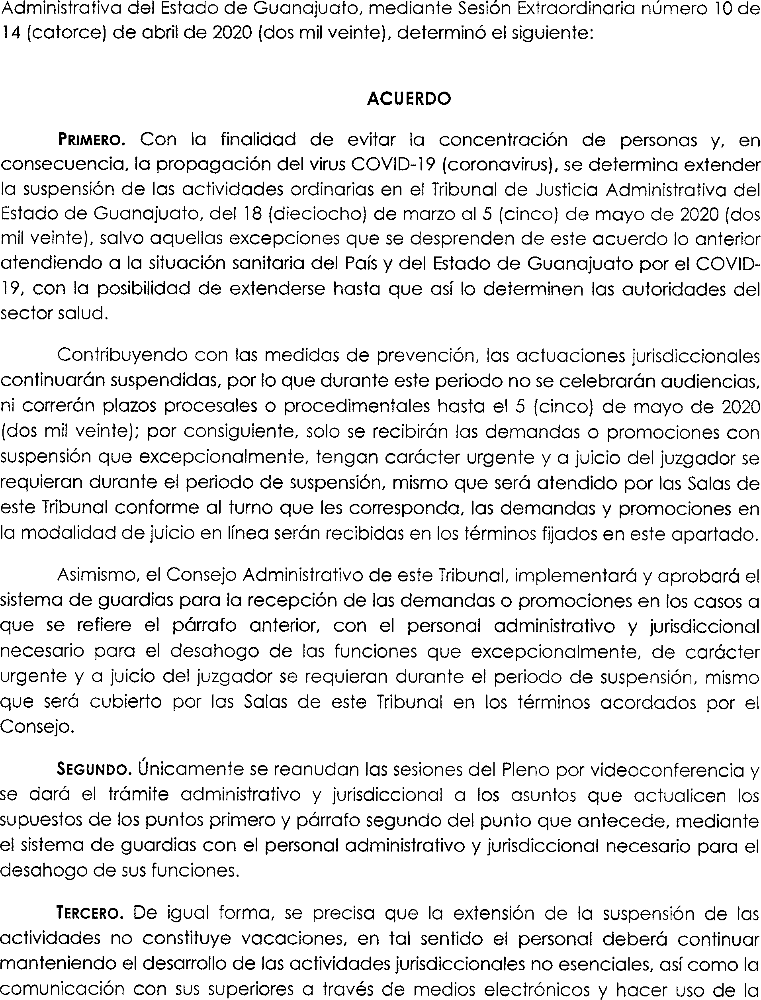 Administrativa del Estado de Guanajuato, mediante Sesión Extraordinaria número 10 de
14 (catorce) de abril de 2020 (dos mil veinte), determinó el siguiente:
ACUERDO
PRIMERO. Con la finalidad de evitar la concentración de personas y, en
consecuencia, la propagación del virus COVID-19 (coronavirus), se determina extender
la suspensión de las actividades ordinarias en el Tribunal de Justicia Administrativa del
Estado de Guanajuato, del 18 (dieciocho) de marzo al 5 (cinco) de mayo de 2020 (dos
mil veinte), salvo aquellas excepciones que se desprenden de este acuerdo lo anterior
atendiendo a la situación sanitaria del País y del Estado de Guanajuato por el COVID-
19, con la posibilidad de extenderse hasta que así lo determinen las autoridades del
sector salud.
Contribuyendo con las medidas de prevención, las actuaciones jurisdiccionales
continuarán suspendidas, por lo que durante este periodo no se celebrarán audiencias,
ni correrán plazos procesales o procedimentales hasta el 5 (cinco) de mayo de 2020
(dos mil veinte); por consiguiente, solo se recibirán las demandas o promociones con
suspensión que excepcionalmente, tengan carácter urgente y a juicio del juzgador se
requieran durante el periodo de suspensión, mismo que será atendido por las Salas de
este Tribunal conforme al turno que les corresponda, las demandas y promociones en
la modalidad de juicio en línea serán recibidas en los términos fijados en este apartado.
Asimismo, el Consejo Administrativo de este Tribunal, implementará y aprobará el
sistema de guardias para la recepción de las demandas o promociones en los casos a
que se refiere el párrafo anterior, con el personal administrativo y jurisdiccional
necesario para el desahogo de las funciones que excepcionalmente, de carácter
urgente y a juicio del juzgador se requieran durante el periodo de suspensión, mismo
que será cubierto por las Salas de este Tribunal en los términos acordados por el
Consejo.
SEGUNDO. Únicamente se reanudan las sesiones del Pleno por videoconferencia y
se dará el trámite administrativo y jurisdiccional a los asuntos que actualicen los
supuestos de los puntos primero y párrafo segundo del punto que antecede, mediante
el sistema de guardias con el personal administrativo y jurisdiccional necesario para el
desahogo de sus funciones.
TERCERO. De igual forma, se precisa que la extensión de la suspensión de las
actividades no constituye vacaciones, en tal sentido el personal deberá continuar
manteniendo el desarrollo de las actividades jurisdiccionales no esenciales, así como la
comunicación con sus superiores a través de medios electrónicos y hacer uso de la